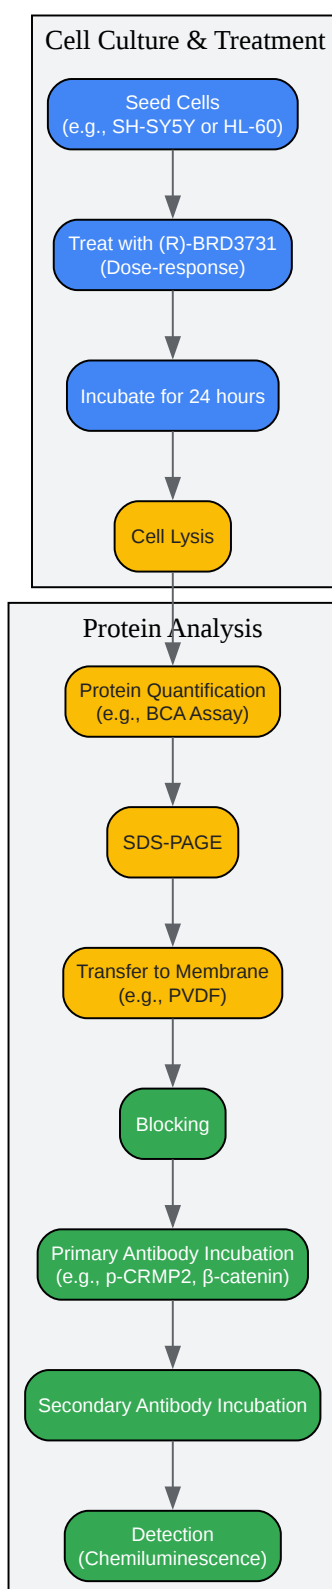 Cell Culture & Treatment
Seed Cells
(e.g., SH-SY5Y or HL-60)
Treat with (R)-BRD3731
(Dose-response)
Incubate for 24 hours
Cell Lysis
Protein Analysis
Protein Quantification
(e.g., BCA Assay)
SDS-PAGE
Transfer to Membrane
(e.g., PVDF)
Blocking
Primary Antibody Incubation
(e.g., p-CRMP2, β-catenin)
Secondary Antibody Incubation
Detection
(Chemiluminescence)